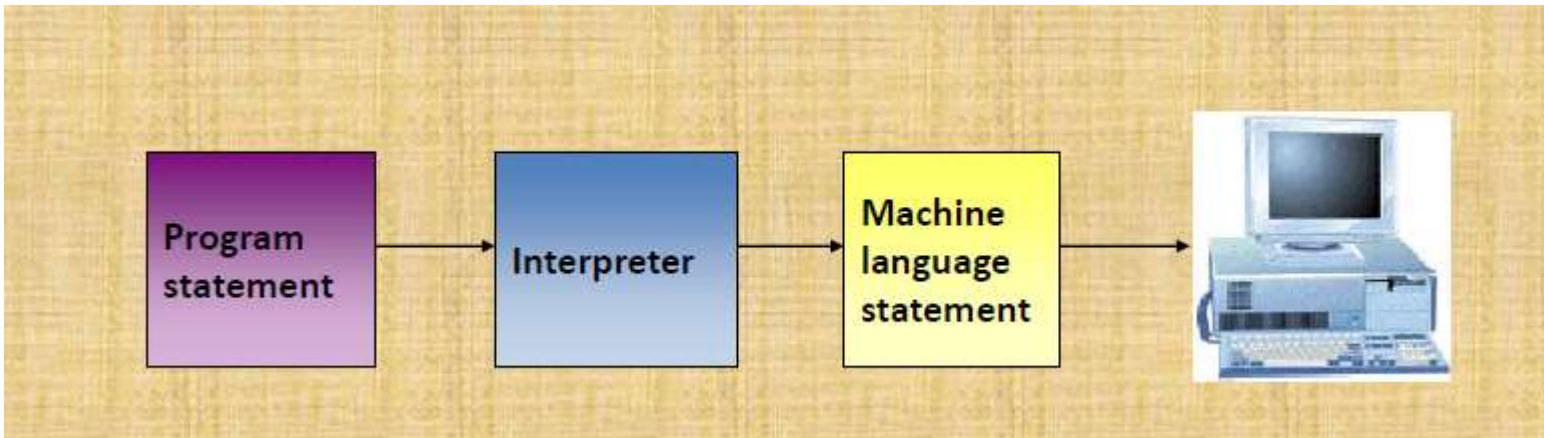 Program
statement
Interpreter
Machine
language
statement